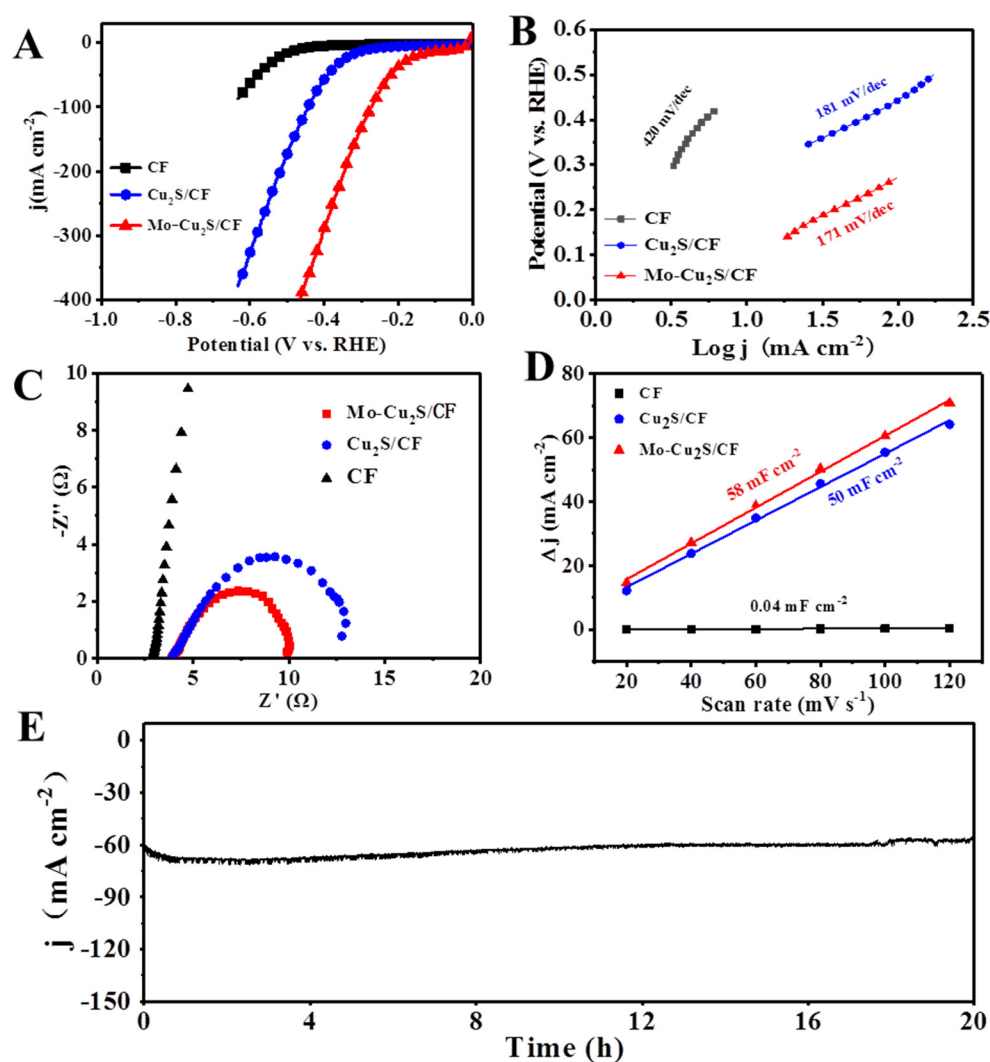 A
j(mA cm-2)
0
-100
-200
-300
-400
CF
Cu2S/CF
Mo-Cu2S/CF
-1.0 -0.8 -0.6 -0.4 -0.2 0.0
Potential (V vs. RHE)
B
Potential (V vs. RHE)
0.6
0.5
0.4
0.3
0.2
0.1
0.0
420 mV/dec
181 mV/dec
171 mV/dec
CF
Cu2S/CF
Mo-Cu2S/CF
0.0 0.5 1.0 1.5 2.0 2.5
Log j (mA cm-2)
C
-Z'' (Ω)
10
8
6
4
2
0
Mo-Cu2S/CF
Cu2S/CF
CF
0 5 10 15 20
Z' (Ω)
D
Δ j (mA cm-2)
80
60
40
20
0
CF
Cu2S/CF
Mo-Cu2S/CF
58 mF cm-2
50 mF cm-2
0.04 mF cm-2
20 40 60 80 100 120
Scan rate (mV s-1)
E
j (mA cm-2)
0
-30
-60
-90
-120
-150
0 4 8 12 16 20
Time (h)